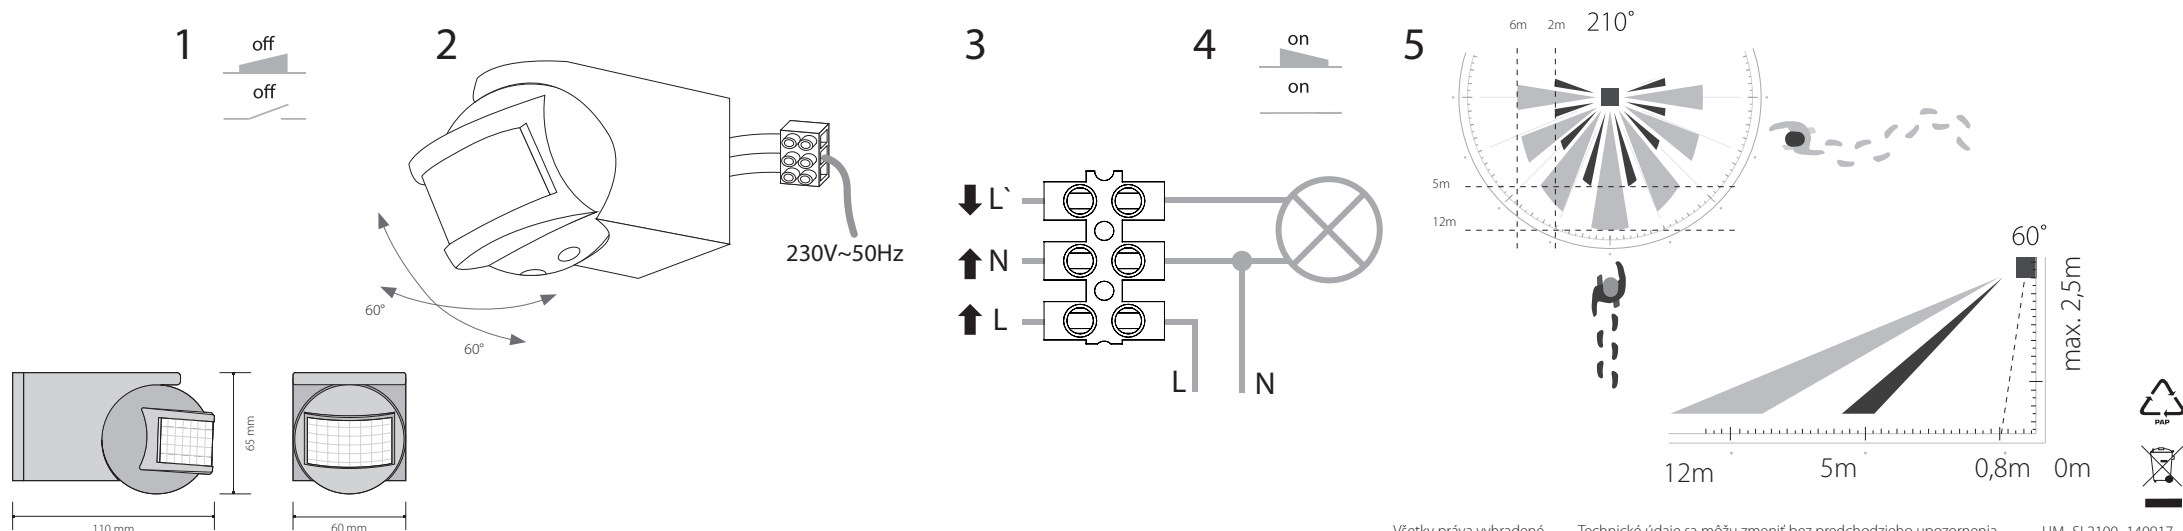 1
off
off
2
230V~50Hz
60°
60°
65 mm
110 mm
60 mm
3
L`
N
L
L
N
4
on
on
5
6m
2m
210°
5m
12m
60°
max. 2,5m
12m
5m
0,8m
0m
PAP
Všetky práva vyhradené.
Technické údaje sa môžu zmeniť bez predchodzieho upozornenia.